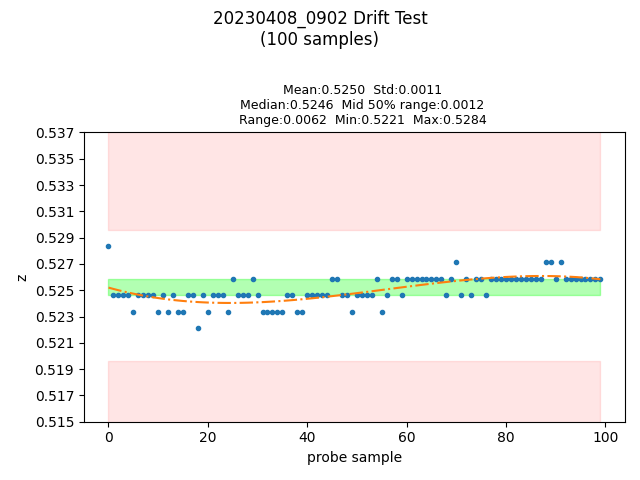 20230408_0902 Drift Test
(100 samples)
Mean:0.5250 Std:0.0011
Median:0.5246 Mid 50% range:0.0012
Range:0.0062 Min:0.5221 Max:0.5284
0.537
0.535
0.533
0.531
0.529
0.527
0.525
0.523
0.521
0.519
0.517
0.515
z
0 20 40 60 80 100
probe sample